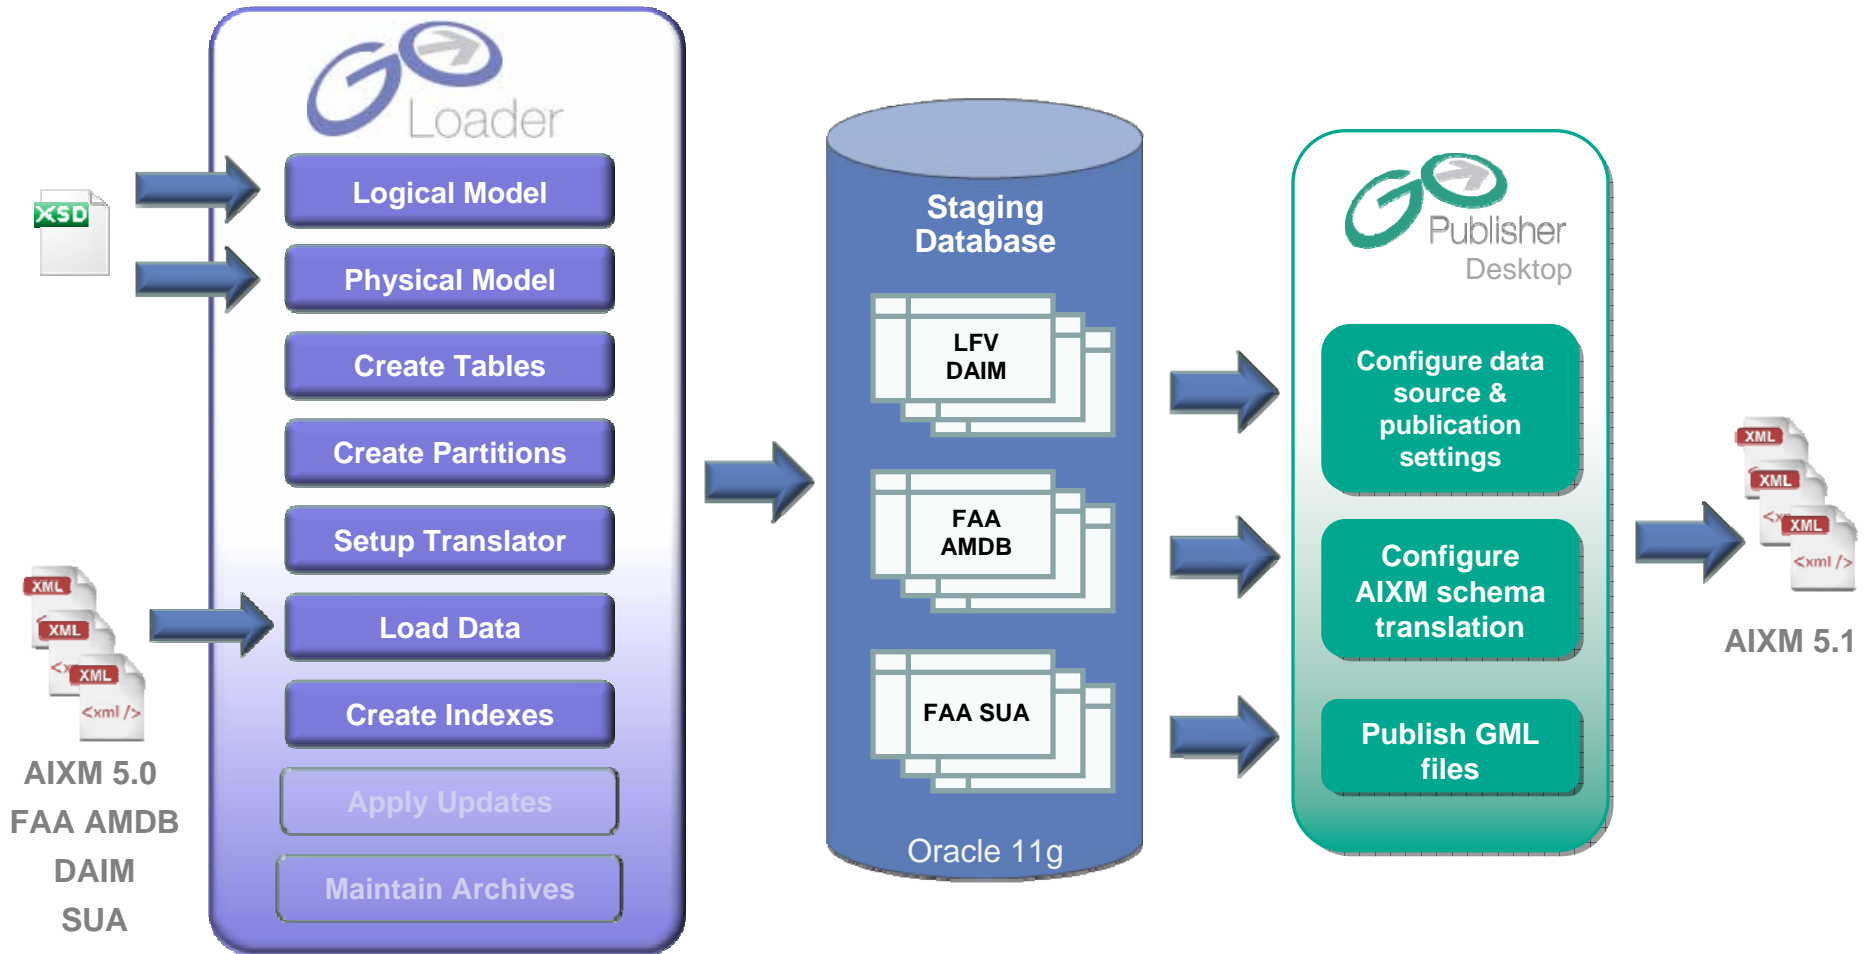 GO
Loader
XSD
Logical Model
Physical Model
Create Tables
Create Partitions
Setup Translator
Load Data
Create Indexes
Apply Updates
Maintain Archives
XML
XML
<x
XML
<xml />
AIXM 5.0
FAA AMDB
DAIM
SUA
Staging
Database
LFV
DAIM
FAA
AMDB
FAA SUA
Oracle 11g
GO
Publisher
Desktop
Configure data
source &
publication
settings
Configure
AIXM schema
translation
Publish GML
files
XML
XML
<x
XML
<xml />
AIXM 5.1